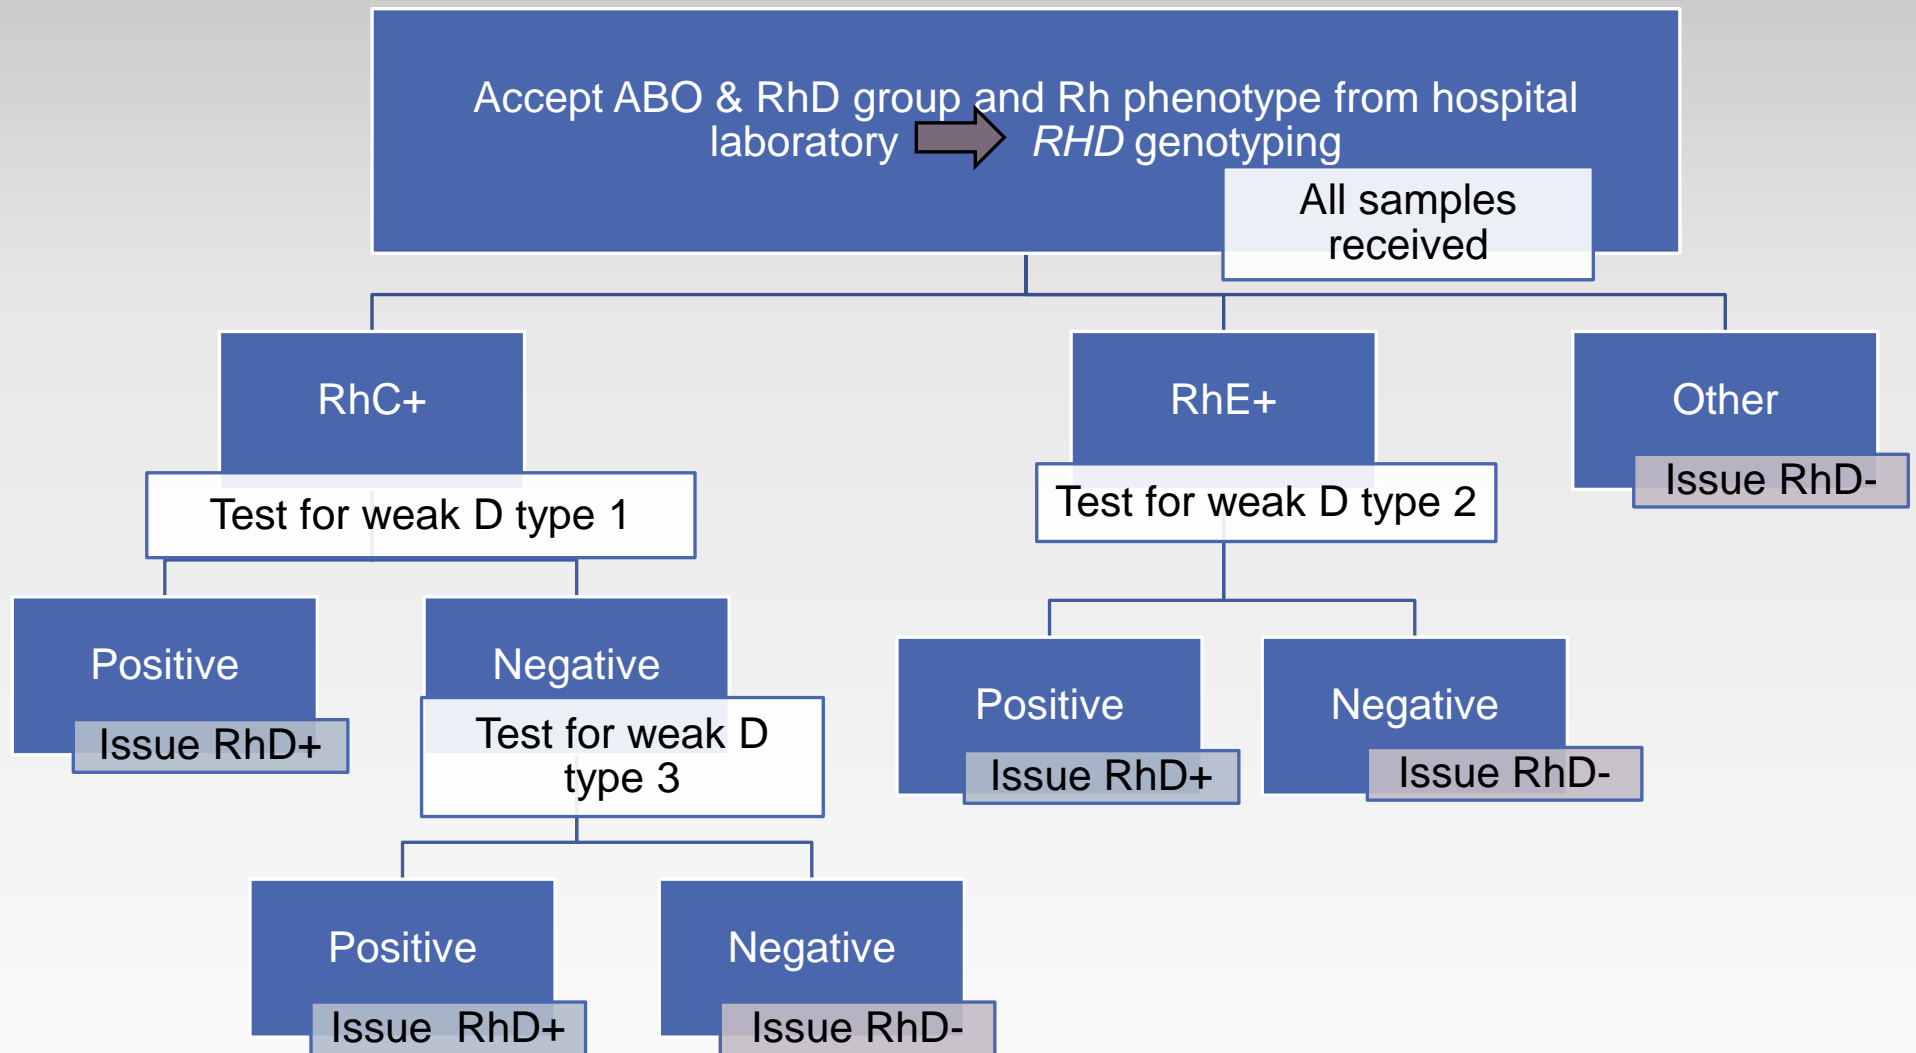 Accept ABO & RhD group and Rh phenotype from hospital
laboratory RHD genotyping
All samples
received
RhC+
Test for weak D type 1
RhE+
Test for weak D type 2
Other
Issue RhD-
Positive
Issue RhD+
Negative
Test for weak D
type 3
Positive
Issue RhD+
Negative
Issue RhD-
Positive
Issue RhD+
Negative
Issue RhD-